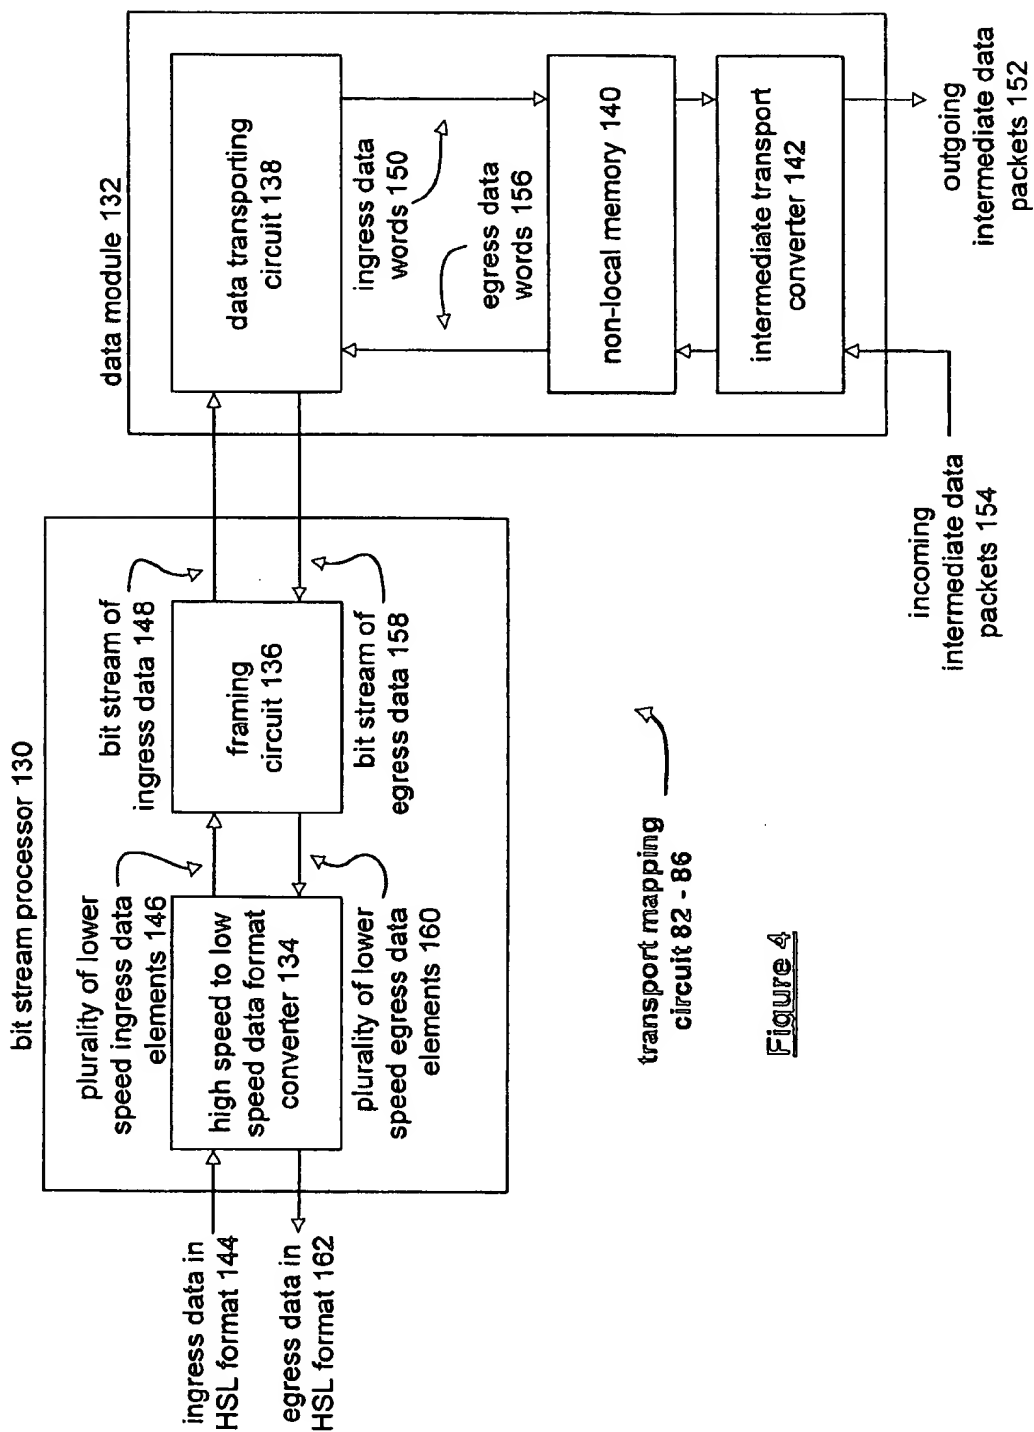 bit stream processor 130
data module 132
plurality of lower
speed ingress data
elements 146
bit stream of
ingress data 148
ingress data in
HSL format 144
high speed to low
speed data format
converter 134
framing
circuit 136
data transporting
circuit 138
egress data in
HSL format 162
plurality of lower
speed egress data
elements 160
bit stream of
egress data 158
ingress data
words 150
egress data
words 156
non-local memory 140
intermediate transport
converter 142
incoming
intermediate data
packets 154
outgoing
intermediate data
packets 152
transport mapping
circuit 82 - 86
Figure 4